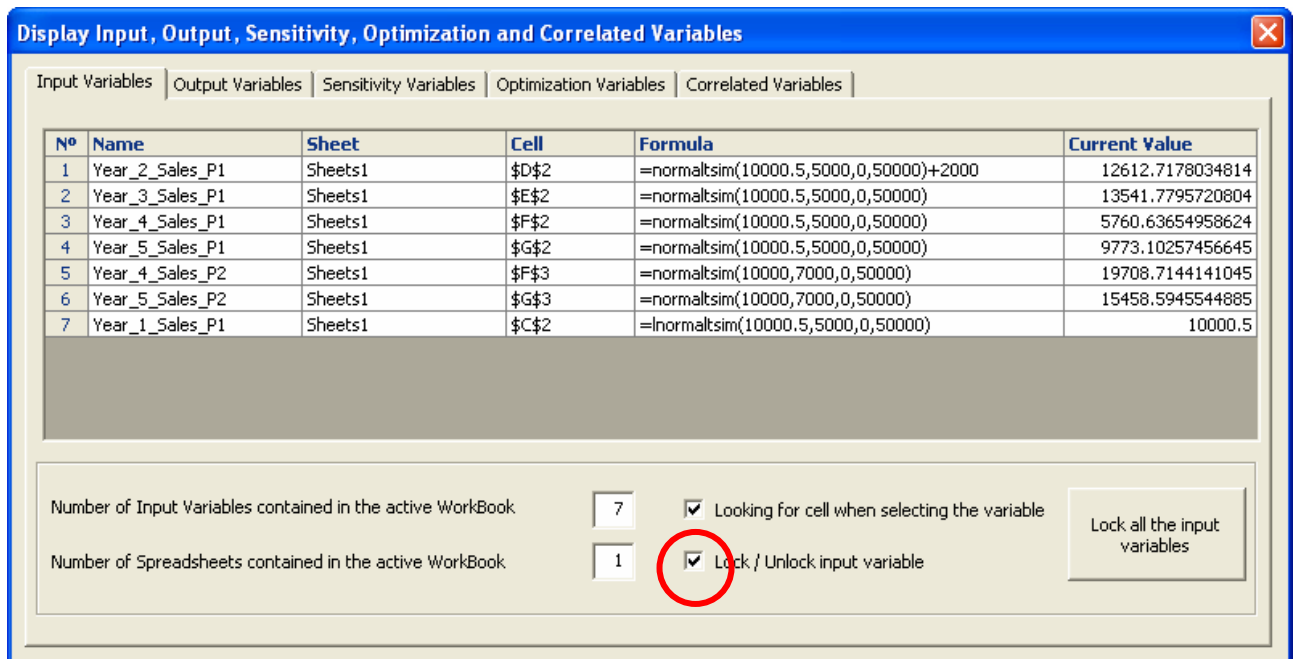 Display Input, Output, Sensitivity, Optimization and Correlated Variables
Input Variables Output Variables Sensitivity Variables Optimization Variables Correlated Variables
Nº Name Sheet Cell Formula Current Value
1 Year_2_Sales_P1 Sheets1 $D$2 =normaltsim(10000.5,5000,0,50000)+2000 12612.7178034814
2 Year_3_Sales_P1 Sheets1 $E$2 =normaltsim(10000.5,5000,0,50000) 13541.7795720804
3 Year_4_Sales_P1 Sheets1 $F$2 =normaltsim(10000.5,5000,0,50000) 5760.63654958624
4 Year_5_Sales_P1 Sheets1 $G$2 =normaltsim(10000.5,5000,0,50000) 9773.10257456645
5 Year_4_Sales_P2 Sheets1 $F$3 =normaltsim(10000,7000,0,50000) 19708.7144141045
6 Year_5_Sales_P2 Sheets1 $G$3 =normaltsim(10000,7000,0,50000) 15458.5945544885
7 Year_1_Sales_P1 Sheets1 $C$2 =lnormaltsim(10000.5,5000,0,50000) 10000.5
Number of Input Variables contained in the active WorkBook 7 Looking for cell when selecting the variable
Number of Spreadsheets contained in the active WorkBook 1 Lock / Unlock input variable
Lock all the input
variables